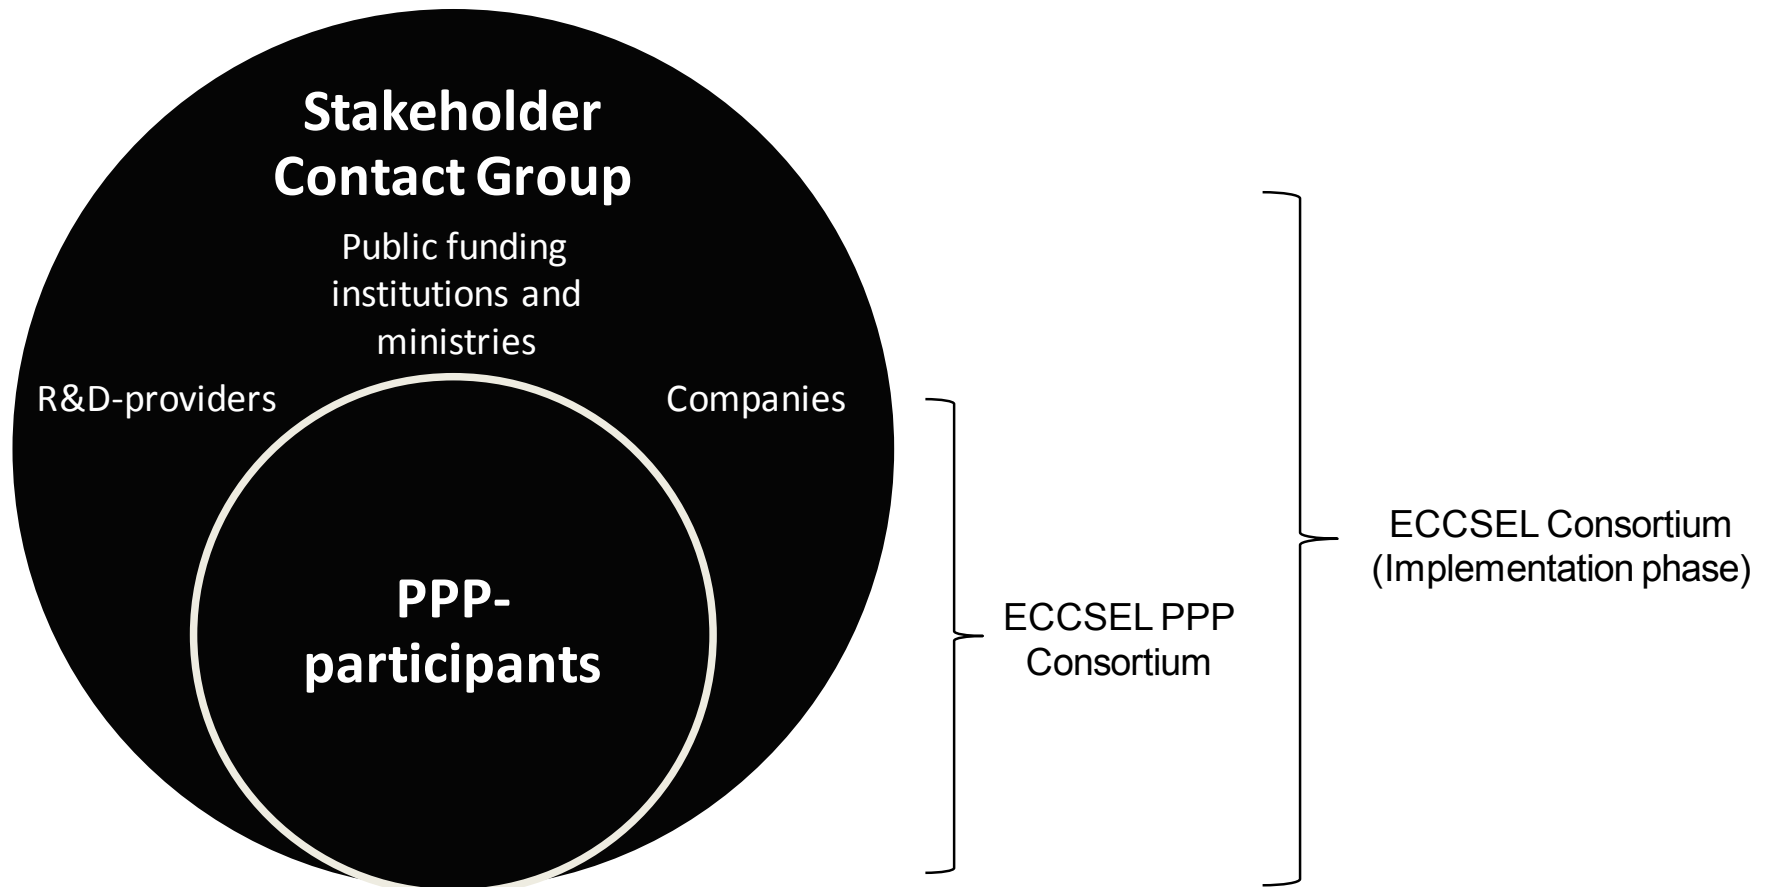 Stakeholder
Contact Group
Public funding
institutions and
ministries
R&D-providers
Companies
PPP-
participants
ECCSEL PPP
Consortium
ECCSEL Consortium
(Implementation phase)